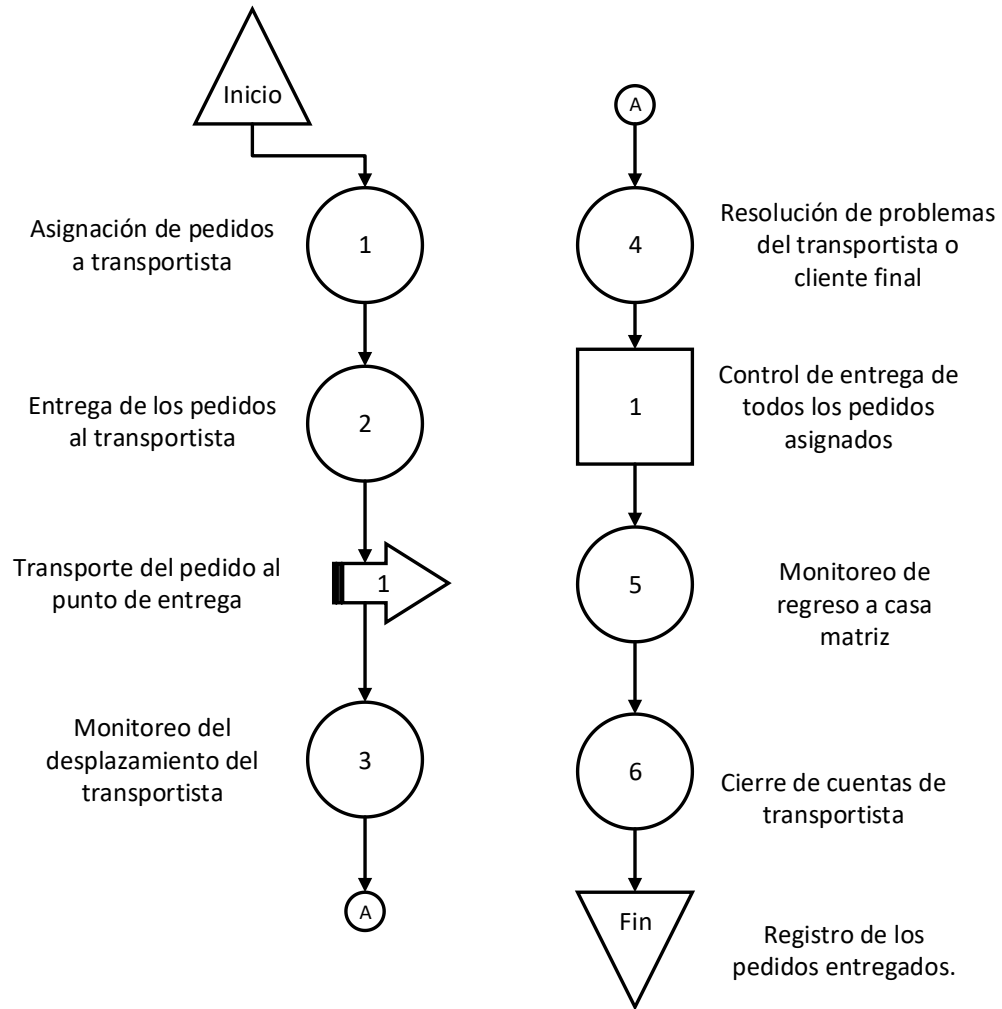 Inicio
Asignación de pedidos
a transportista
1
Entrega de los pedidos
al transportista
2
Transporte del pedido al
punto de entrega
1
Monitoreo del
desplazamiento del
transportista
3
A
A
4
Resolución de problemas
del transportista o
cliente final
1
Control de entrega de
todos los pedidos
asignados
5
Monitoreo de
regreso a casa
matriz
6
Cierre de cuentas de
transportista
Fin
Registro de los
pedidos entregados.